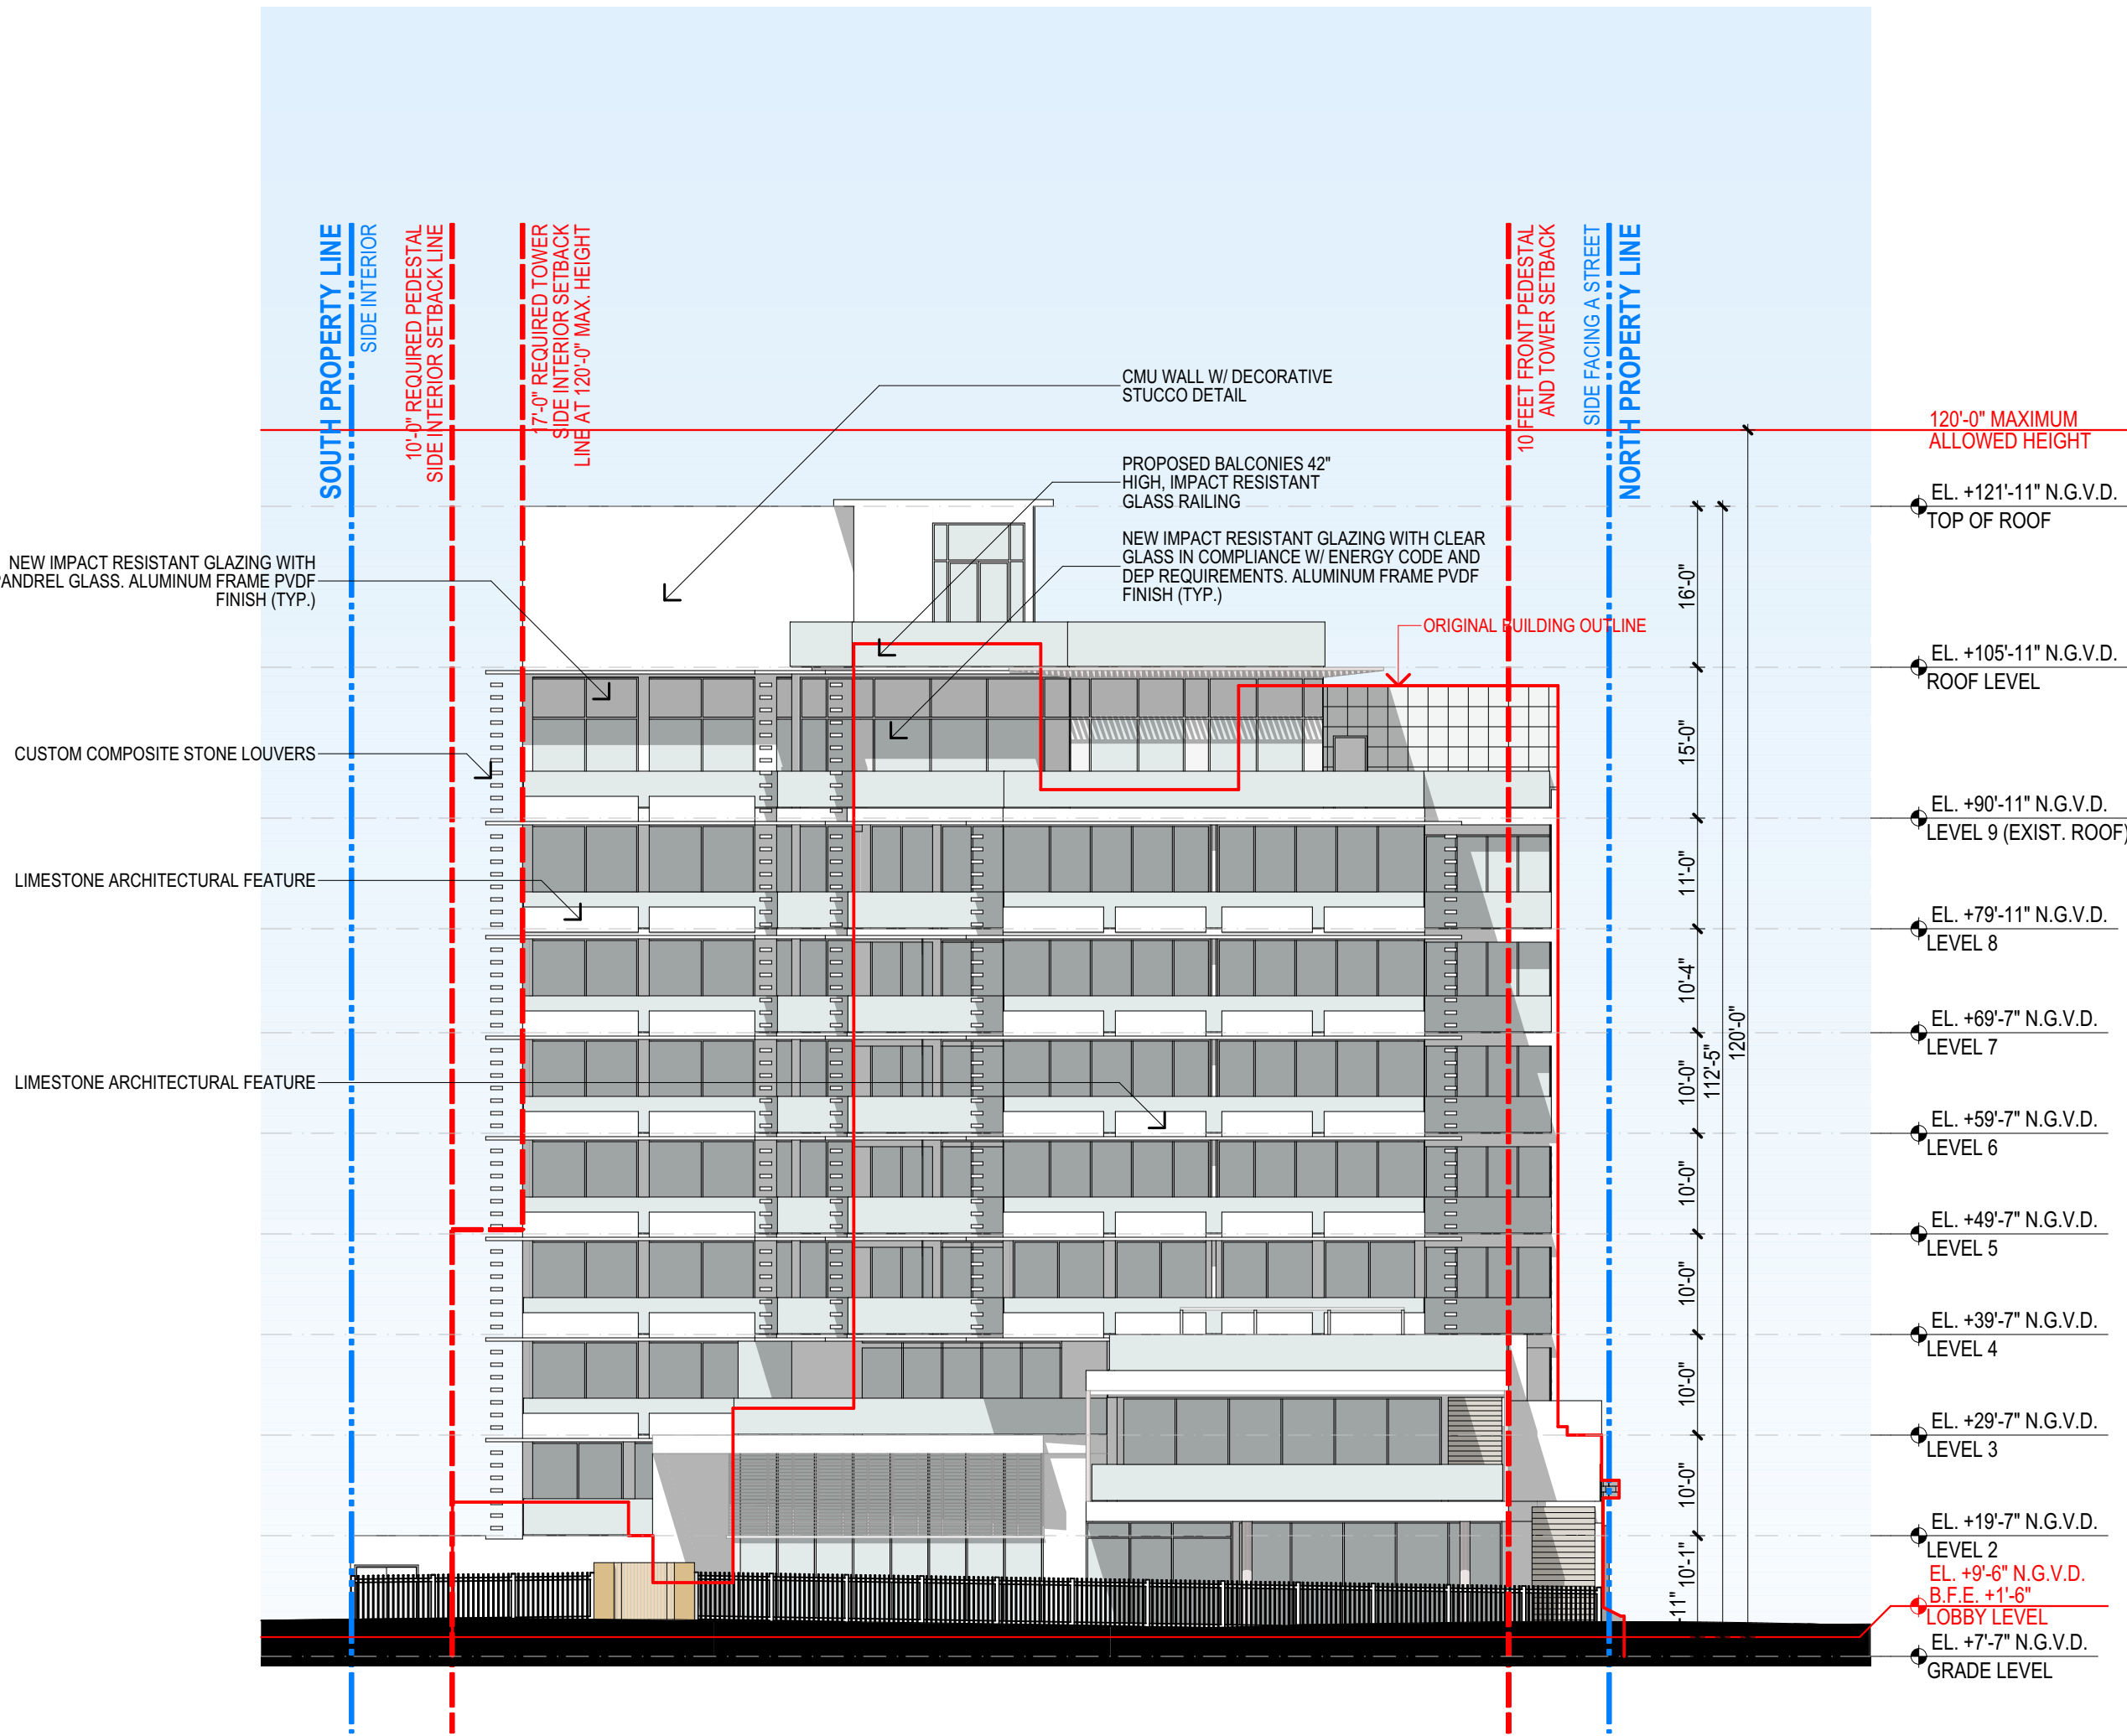 SOUTH PROPERTY LINE
SIDE INTERIOR
10'-0" REQUIRED PEDESTAL
SIDE INTERIOR SETBACK LINE
17'-0" REQUIRED TOWER
SIDE INTERIOR SETBACK
LINE AT 120'-0" MAX. HEIGHT
10 FEET FRONT PEDESTAL
AND TOWER SETBACK
SIDE FACING A STREET
NORTH PROPERTY LINE
CMU WALL W/ DECORATIVE
STUCCO DETAIL
PROPOSED BALCONIES 42"
HIGH, IMPACT RESISTANT
GLASS RAILING
NEW IMPACT RESISTANT GLAZING WITH CLEAR
GLASS IN COMPLIANCE W/ ENERGY CODE AND
DEP REQUIREMENTS. ALUMINUM FRAME PVDF
FINISH (TYP.)
ORIGINAL BUILDING OUTLINE
NEW IMPACT RESISTANT GLAZING WITH
PANDREL GLASS. ALUMINUM FRAME PVDF
FINISH (TYP.)
CUSTOM COMPOSITE STONE LOUVERS
LIMESTONE ARCHITECTURAL FEATURE
LIMESTONE ARCHITECTURAL FEATURE
16'-0"
15'-0"
11'-0"
10'-4"
10'-0"
10'-0"
10'-0"
10'-0"
10'-0"
10'-1"
-11"
112'-5"
120'-0"
120'-0" MAXIMUM
ALLOWED HEIGHT
EL. +121'-11" N.G.V.D.
TOP OF ROOF
EL. +105'-11" N.G.V.D.
ROOF LEVEL
EL. +90'-11" N.G.V.D.
LEVEL 9 (EXIST. ROOF)
EL. +79'-11" N.G.V.D.
LEVEL 8
EL. +69'-7" N.G.V.D.
LEVEL 7
EL. +59'-7" N.G.V.D.
LEVEL 6
EL. +49'-7" N.G.V.D.
LEVEL 5
EL. +39'-7" N.G.V.D.
LEVEL 4
EL. +29'-7" N.G.V.D.
LEVEL 3
EL. +19'-7" N.G.V.D.
LEVEL 2
EL. +9'-6" N.G.V.D.
B.F.E. +1'-6"
LOBBY LEVEL
EL. +7'-7" N.G.V.D.
GRADE LEVEL